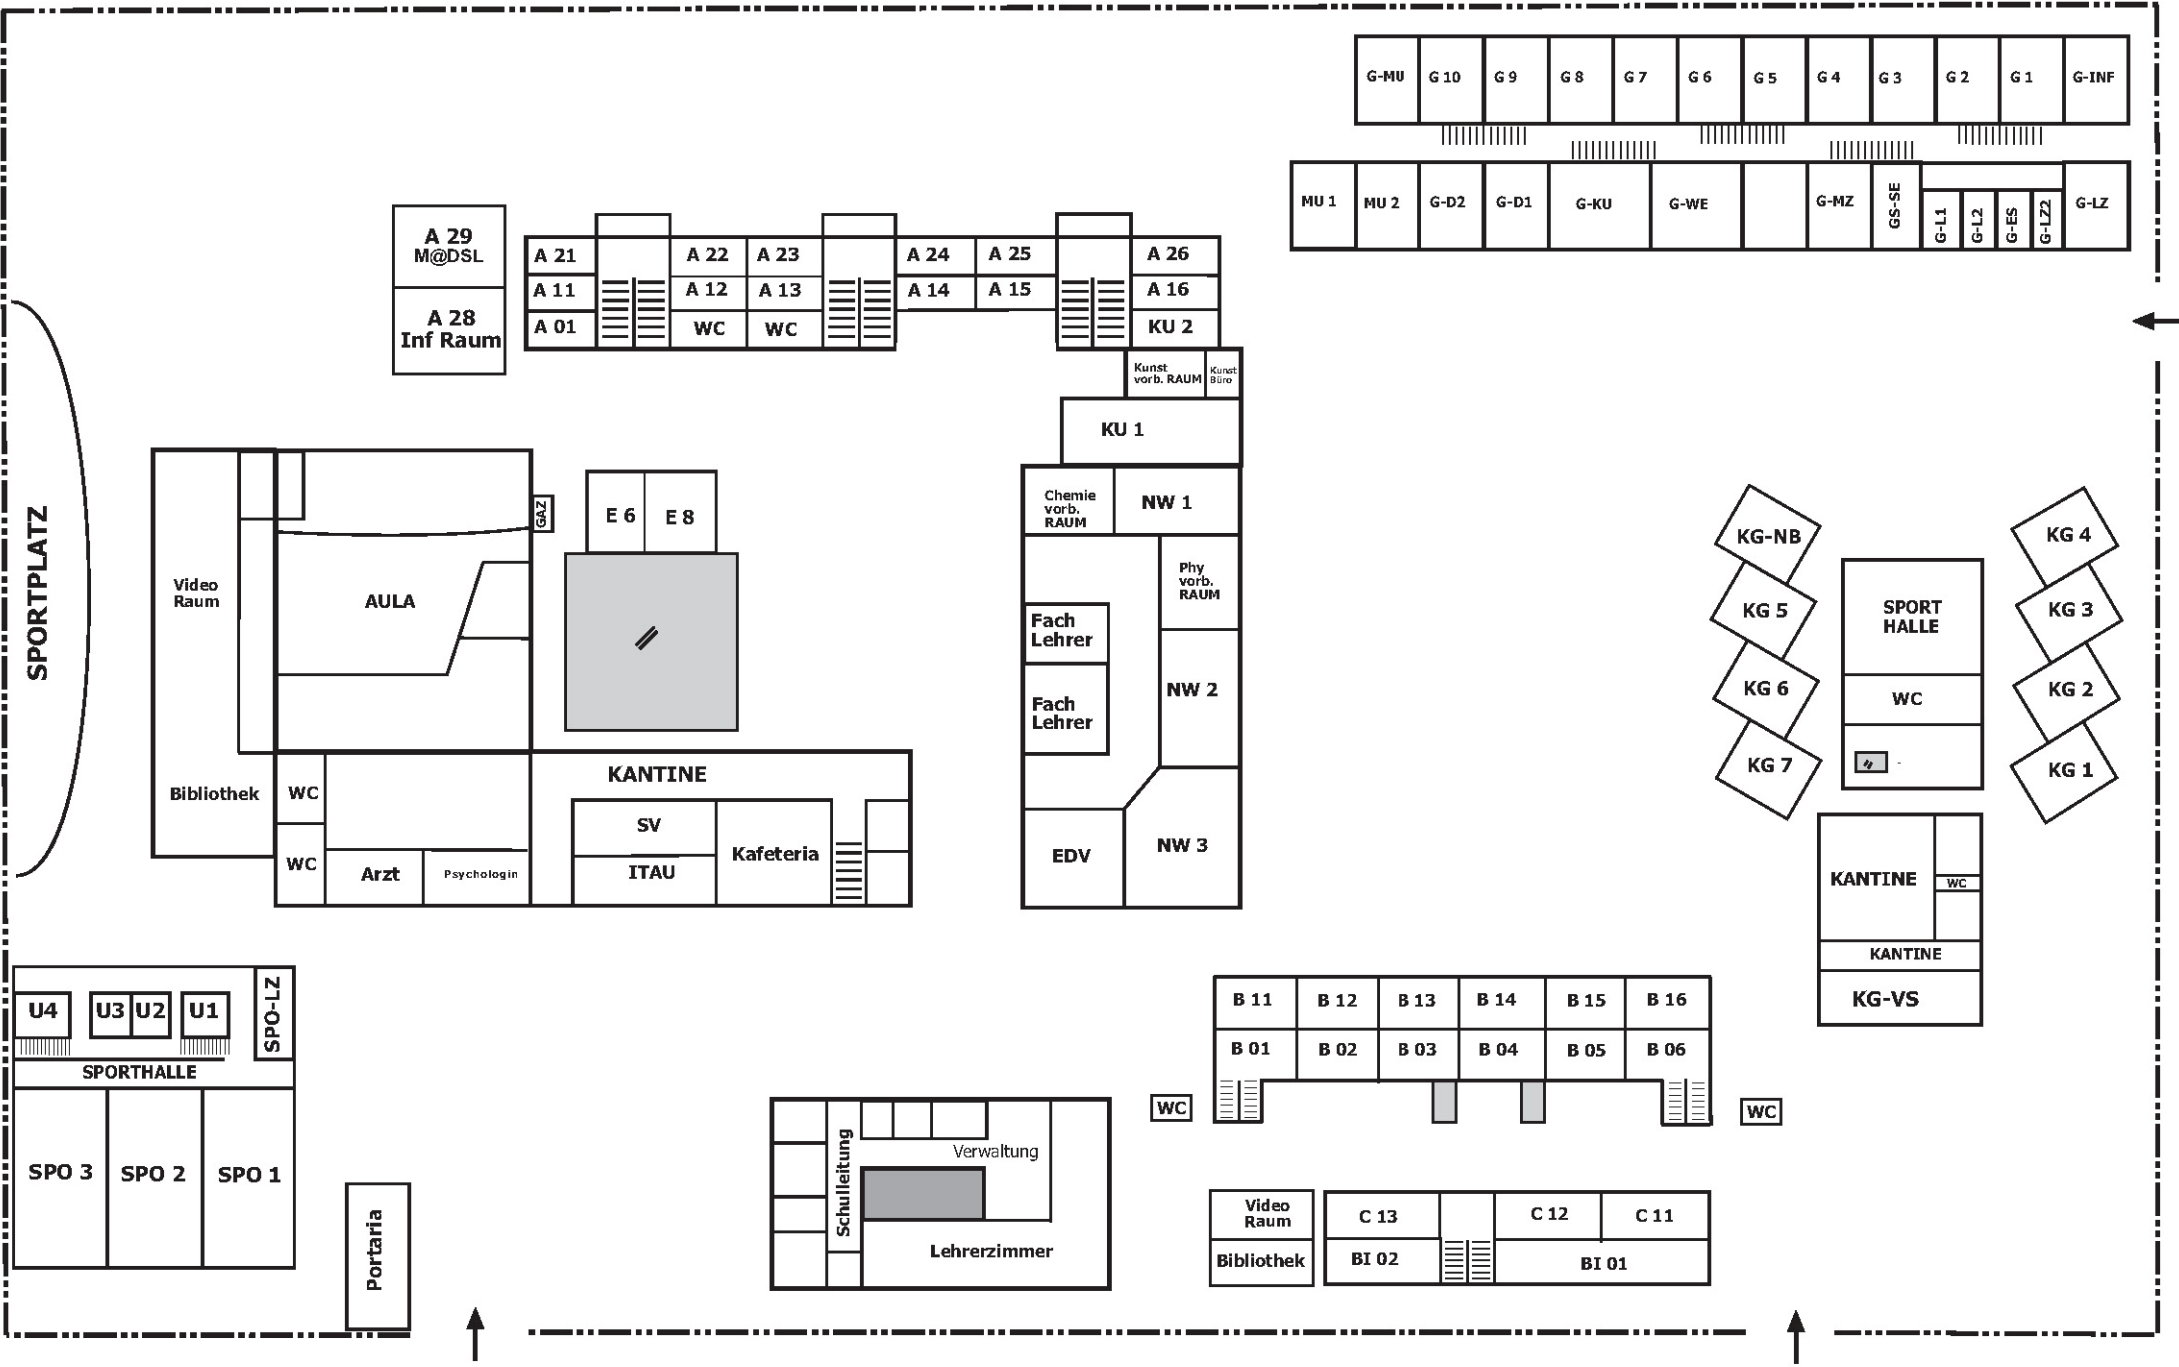 G-MU
G 10
G 9
G 8
G 7
G 6
G 5
G 4
G 3
G 2
G 1
G-INF
MU 1
MU 2
G-D2
G-D1
G-KU
G-WE
G-MZ
GS-SE
G-L1
G-L2
G-ES
G-LZ2
G-LZ
A 29
M@DSL
A 28
Inf Raum
A 21
A 22
A 23
A 24
A 25
A 26
A 11
A 12
A 13
A 14
A 15
A 16
A 01
WC
WC
KU 2
Kunst
vorb. RAUM
Kunst
Büro
KU 1
SPORTPLATZ
Video
Raum
AULA
GAZ
E 6
E 8
Chemie
vorb.
RAUM
NW 1
Phy
vorb.
RAUM
Fach
Lehrer
Fach
Lehrer
NW 2
EDV
NW 3
KG-NB
KG 5
KG 6
KG 7
SPORT
HALLE
WC
KG 4
KG 3
KG 2
KG 1
Bibliothek
WC
WC
Arzt
Psychologin
KANTINE
SV
ITAU
Kafeteria
KANTINE
WC
KANTINE
KG-VS
U4
U3
U2
U1
SPO-LZ
SPORTHALLE
SPO 3
SPO 2
SPO 1
Portaria
B 11
B 12
B 13
B 14
B 15
B 16
B 01
B 02
B 03
B 04
B 05
B 06
WC
WC
Schulleitung
Verwaltung
Lehrerzimmer
Video
Raum
Bibliothek
C 13
C 12
C 11
BI 02
BI 01